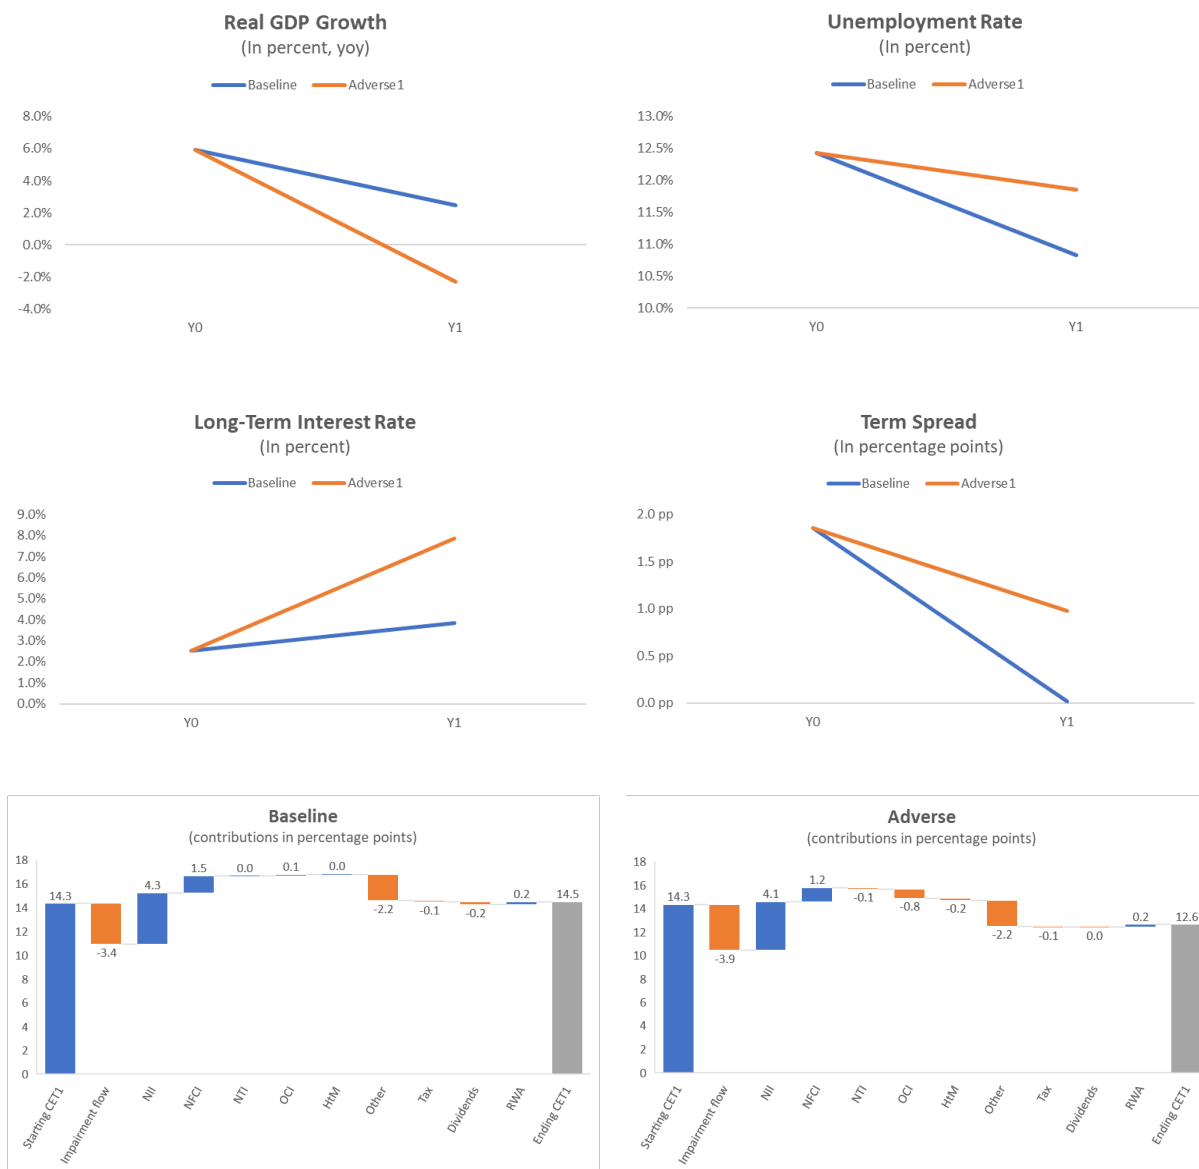 Real GDP Growth
(In percent, yoy)
Baseline Adverse1
8.0%
6.0%
4.0%
2.0%
0.0%
-2.0%
-4.0%
Y0 Y1
Unemployment Rate
(In percent)
Baseline Adverse1
13.0%
12.5%
12.0%
11.5%
11.0%
10.5%
10.0%
Y0 Y1
Long-Term Interest Rate
(In percent)
Baseline Adverse1
9.0%
8.0%
7.0%
6.0%
5.0%
4.0%
3.0%
2.0%
1.0%
0.0%
Y0 Y1
Term Spread
(In percentage points)
Baseline Adverse1
2.0 pp
1.5 pp
1.0 pp
0.5 pp
0.0 pp
Y0 Y1
Baseline
(contributions in percentage points)
18
16
14
12
10
8
6
4
2
0
14.3 -3.4 4.3 1.5 0.0 0.1 0.0 -2.2 -0.1 -0.2 0.2 14.5
Starting CET1 Impairment flow NII NFCI NTI OCI HtM Other Tax Dividends RWA Ending CET1
Adverse
(contributions in percentage points)
18
16
14
12
10
8
6
4
2
0
14.3 -3.9 4.1 1.2 -0.1 -0.8 -0.2 -2.2 -0.1 0.0 0.2 12.6
Starting CET1 Impairment flow NII NFCI NTI OCI HtM Other Tax Dividends RWA Ending CET1